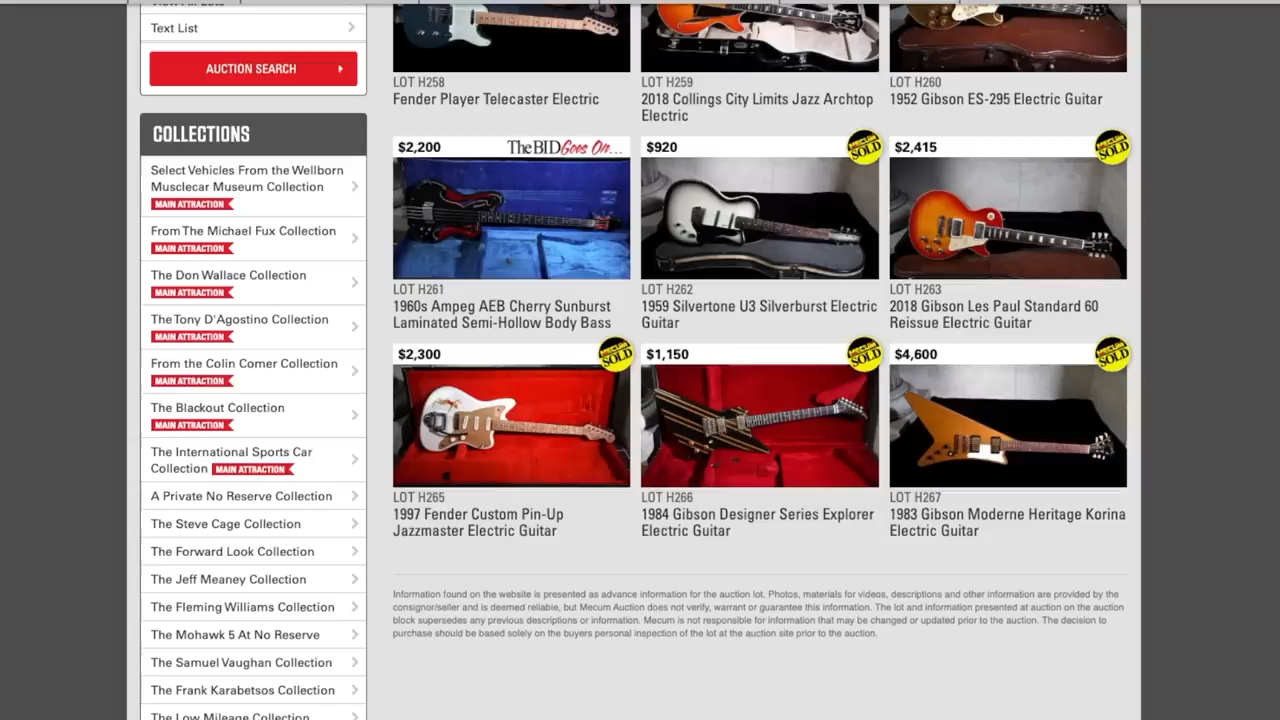 Text List
AUCTION SEARCH
COLLECTIONS
Select Vehicles From the Wellborn
Musclecar Museum Collection
MAIN ATTRACTION
From The Michael Fux Collection
MAIN ATTRACTION
The Don Wallace Collection
MAIN ATTRACTION
The Tony D'Agostino Collection
MAIN ATTRACTION
From the Colin Comer Collection
MAIN ATTRACTION
The Blackout Collection
MAIN ATTRACTION
The International Sports Car
Collection MAIN ATTRACTION
A Private No Reserve Collection
The Steve Cage Collection
The Forward Look Collection
The Jeff Meaney Collection
The Fleming Williams Collection
The Mohawk 5 At No Reserve
The Samuel Vaughan Collection
The Frank Karabetsos Collection
The Low Mileage Collection
LOT H258
Fender Player Telecaster Electric
LOT H259
2018 Collings City Limits Jazz Archtop
Electric
LOT H260
1952 Gibson ES-295 Electric Guitar
$2,200
The BID Goes On...
LOT H261
1960s Ampeg AEB Cherry Sunburst
Laminated Semi-Hollow Body Bass
$920
MECUM
SOLD
LOT H262
1959 Silvertone U3 Silverburst Electric
Guitar
$2,415
MECUM
SOLD
LOT H263
2018 Gibson Les Paul Standard 60
Reissue Electric Guitar
$2,300
MECUM
SOLD
LOT H265
1997 Fender Custom Pin-Up
Jazzmaster Electric Guitar
$1,150
MECUM
SOLD
LOT H266
1984 Gibson Designer Series Explorer
Electric Guitar
$4,600
MECUM
SOLD
LOT H267
1983 Gibson Moderne Heritage Korina
Electric Guitar
Information found on the website is presented as advance information for the auction lot. Photos, materials for videos, descriptions and other information are provided by the
consignor/seller and is deemed reliable, but Mecum Auction does not verify, warrant or guarantee this information. The lot and information presented at auction on the auction
block supersedes any previous descriptions or information. Mecum is not responsible for information that may be changed or updated prior to the auction. The decision to
purchase should be based solely on the buyers personal inspection of the lot at the auction site prior to the auction.